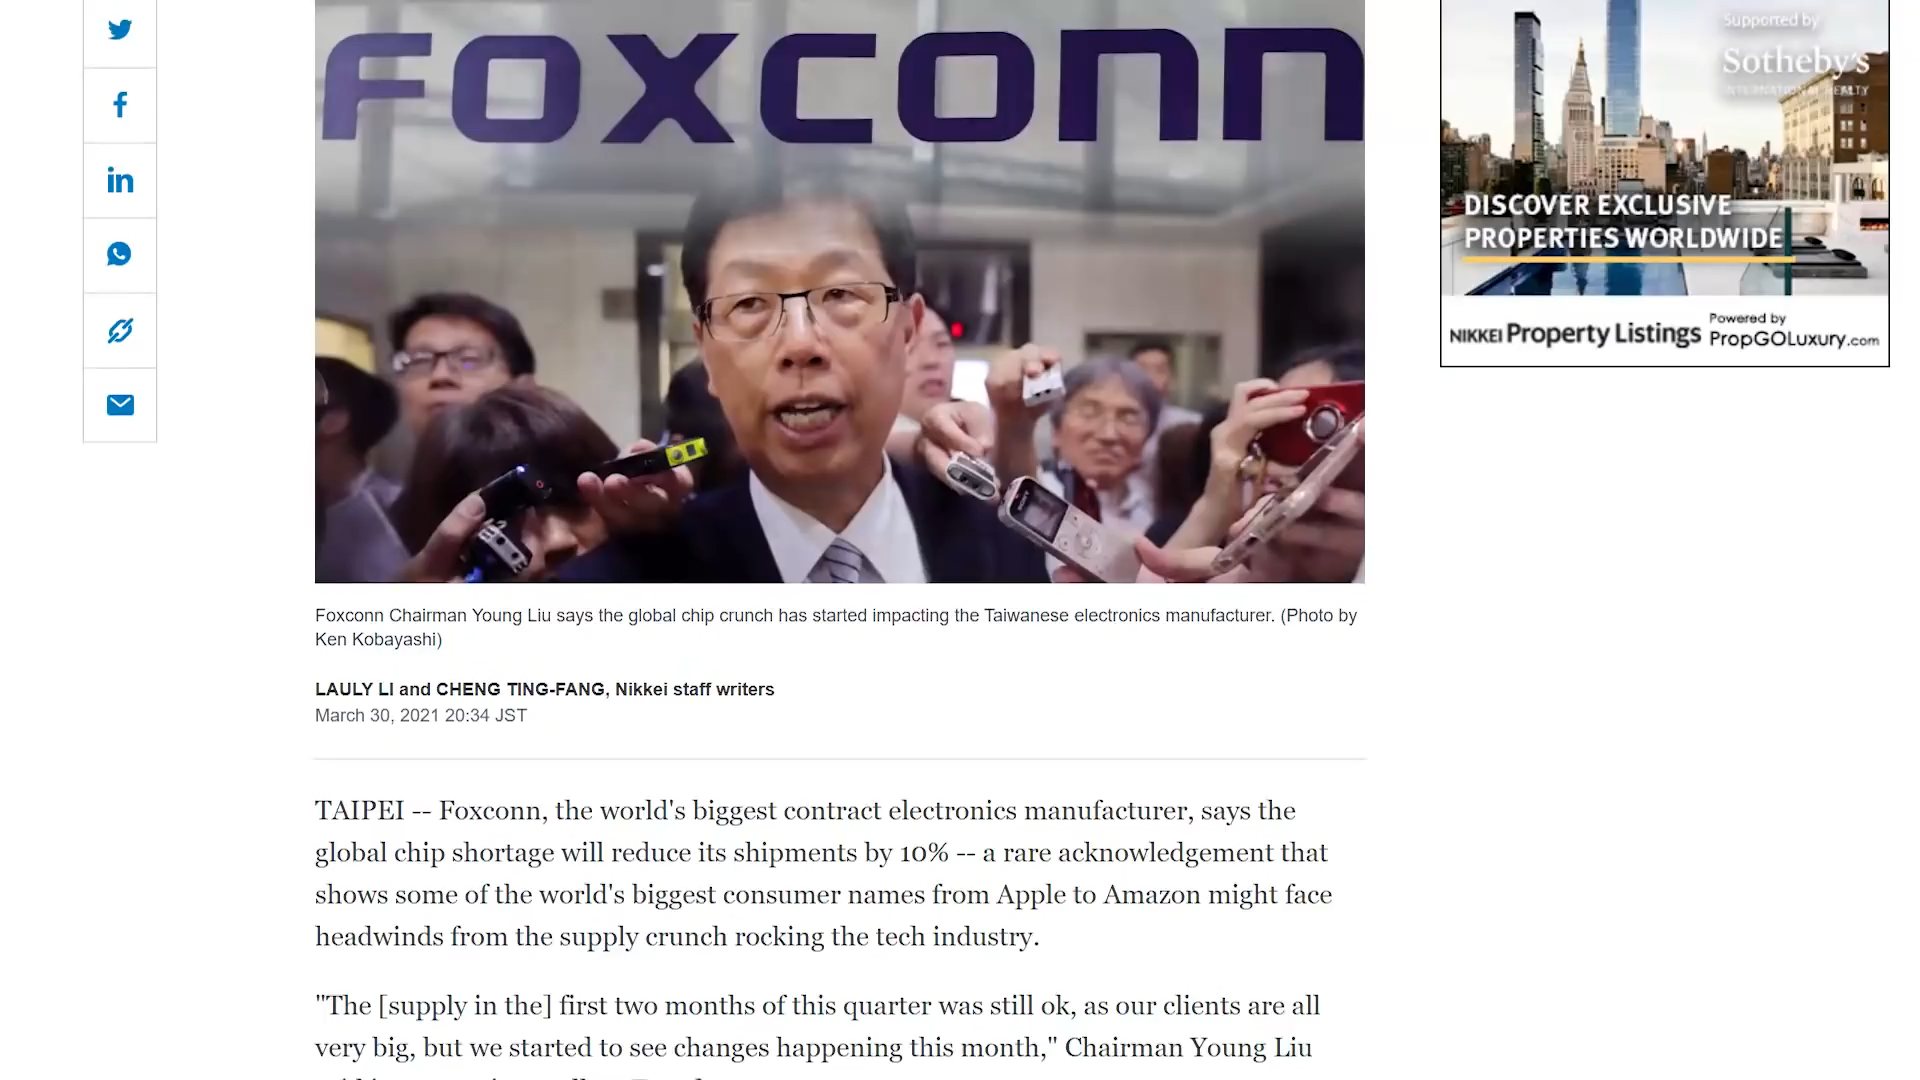 FOXCONN
Supported by
Sotheby's
INTERNATIONAL REALTY
DISCOVER EXCLUSIVE
PROPERTIES WORLDWIDE
NIKKEI Property Listings Powered by
PropGOLuxury.com
Foxconn Chairman Young Liu says the global chip crunch has started impacting the Taiwanese electronics manufacturer. (Photo by
Ken Kobayashi)
LAULY LI and CHENG TING-FANG, Nikkei staff writers
March 30, 2021 20:34 JST
TAIPEI -- Foxconn, the world's biggest contract electronics manufacturer, says the
global chip shortage will reduce its shipments by 10% -- a rare acknowledgement that
shows some of the world's biggest consumer names from Apple to Amazon might face
headwinds from the supply crunch rocking the tech industry.
"The [supply in the] first two months of this quarter was still ok, as our clients are all
very big, but we started to see changes happening this month," Chairman Young Liu